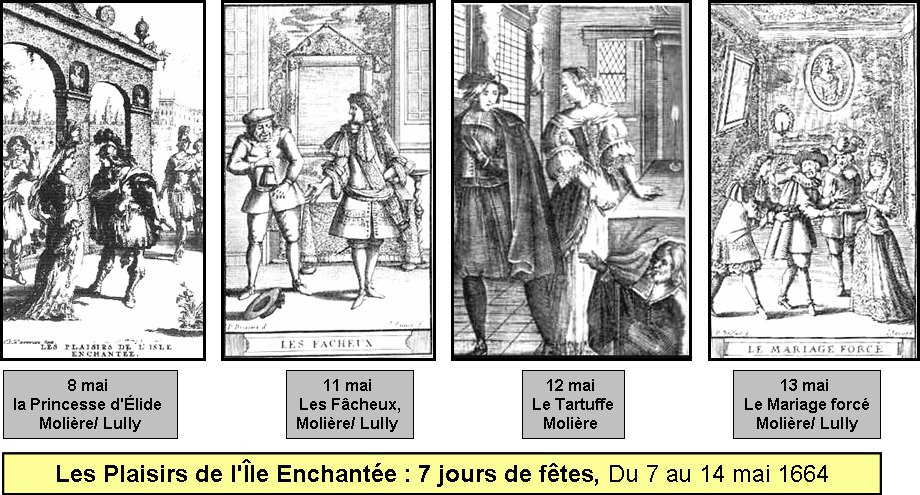 LES PLAISIRS DE L'ISLE
ENCHANTÉE.
LES FACHEUX
LE MARIAGE FORCÉ
8 mai
la Princesse d'Élide
Molière/ Lully
11 mai
Les Fâcheux,
Molière/ Lully
12 mai
Le Tartuffe
Molière
13 mai
Le Mariage forcé
Molière/ Lully
Les Plaisirs de l'Île Enchantée : 7 jours de fêtes, Du 7 au 14 mai 1664